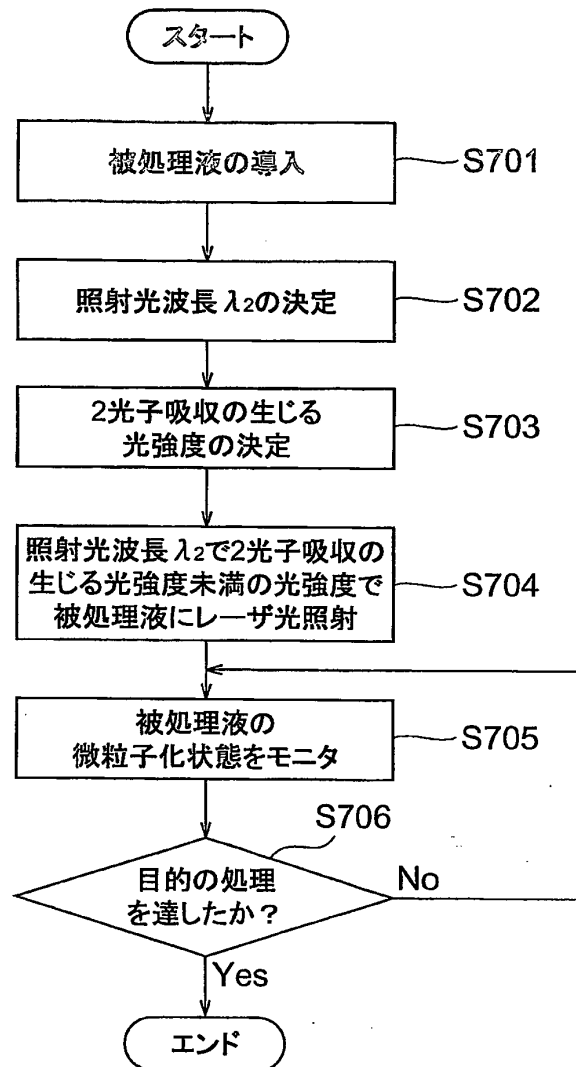 スタート
被処理液の導入
S701
照射光波長λ₂の決定
S702
2光子吸収の生じる
光強度の決定
S703
照射光波長λ₂で2光子吸収の
生じる光強度未満の光強度で
被処理液にレーザ光照射
S704
被処理液の
微粒子化状態をモニタ
S705
S706
目的の処理
を達したか？
No
Yes
エンド